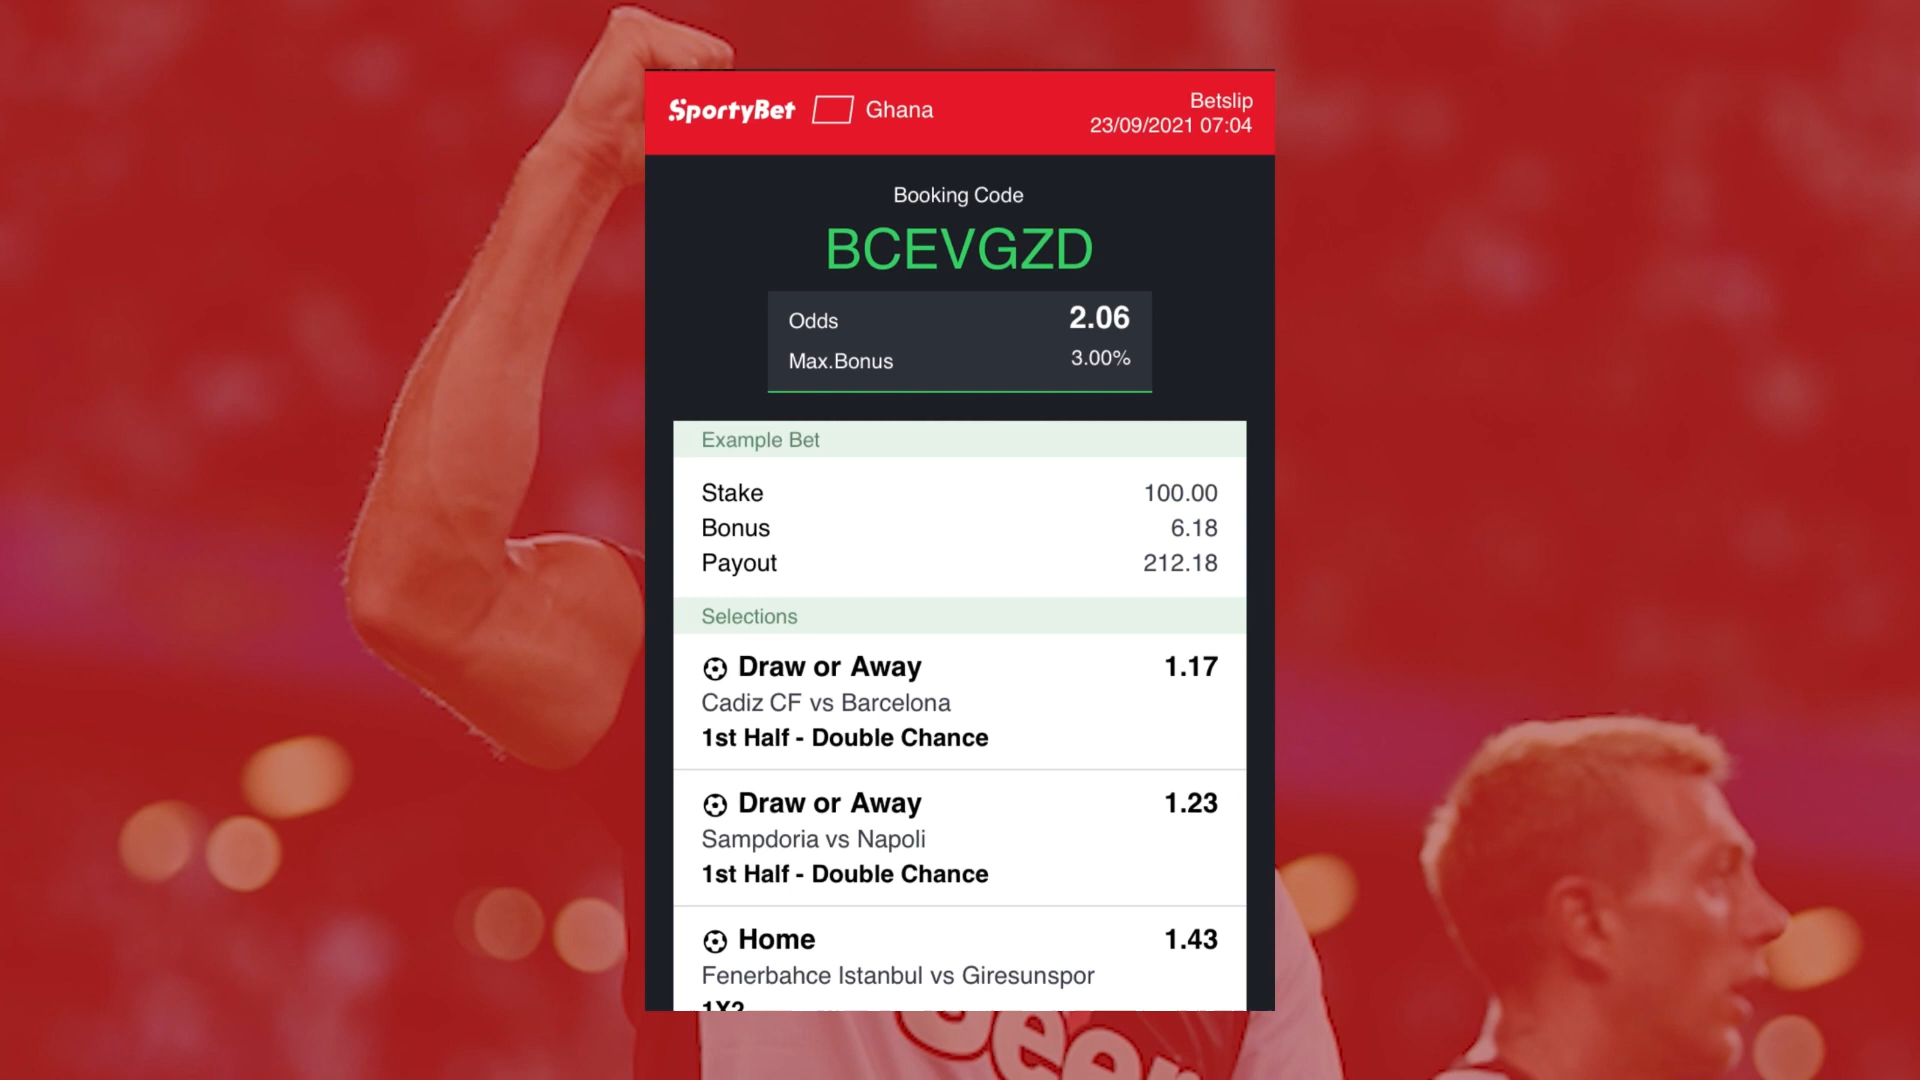 SportyBet Ghana
Betslip
23/09/2021 07:04
Booking Code
BCEVGZD
Odds 2.06
Max.Bonus 3.00%
Example Bet
Stake 100.00
Bonus 6.18
Payout 212.18
Selections
Draw or Away 1.17
Cadiz CF vs Barcelona
1st Half - Double Chance
Draw or Away 1.23
Sampdoria vs Napoli
1st Half - Double Chance
Home 1.43
Fenerbahce Istanbul vs Giresunspor
1X2